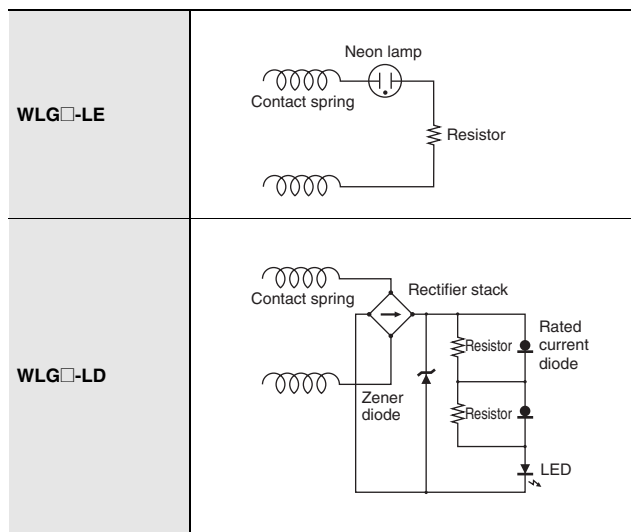 WLG□-LE
Neon lamp
Contact spring
Resistor
WLG□-LD
Contact spring
Rectifier stack
Zener
diode
Resistor
Resistor
Rated
current
diode
LED